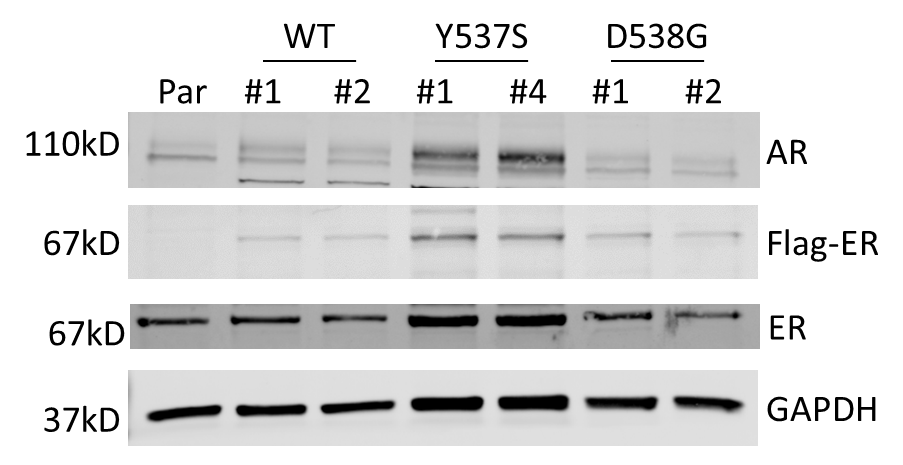 WT Y537S D538G
Par #1 #2 #1 #4 #1 #2
110kD AR
67kD Flag-ER
67kD ER
37kD GAPDH